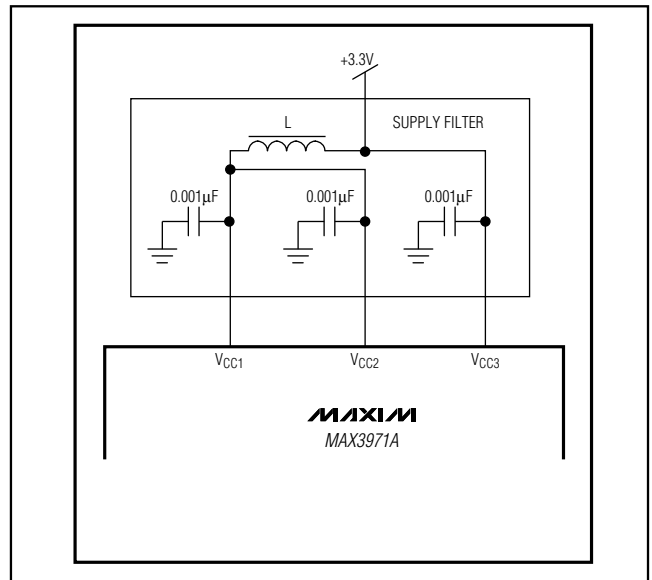 +3.3V
L
SUPPLY FILTER
0.001μF
0.001μF
0.001μF
VCC1
VCC2
VCC3
MAXIM
MAX3971A